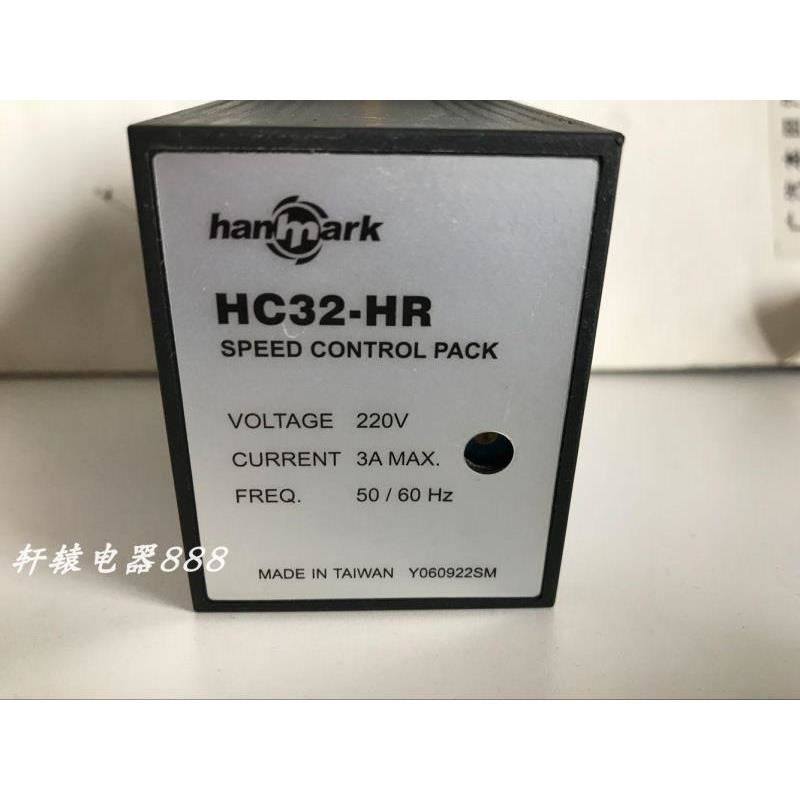 hanmark
HC32-HR
SPEED CONTROL PACK
VOLTAGE 220V
CURRENT 3A MAX.
FREQ. 50 / 60 Hz
MADE IN TAIWAN Y060922SM
轩辕电器888